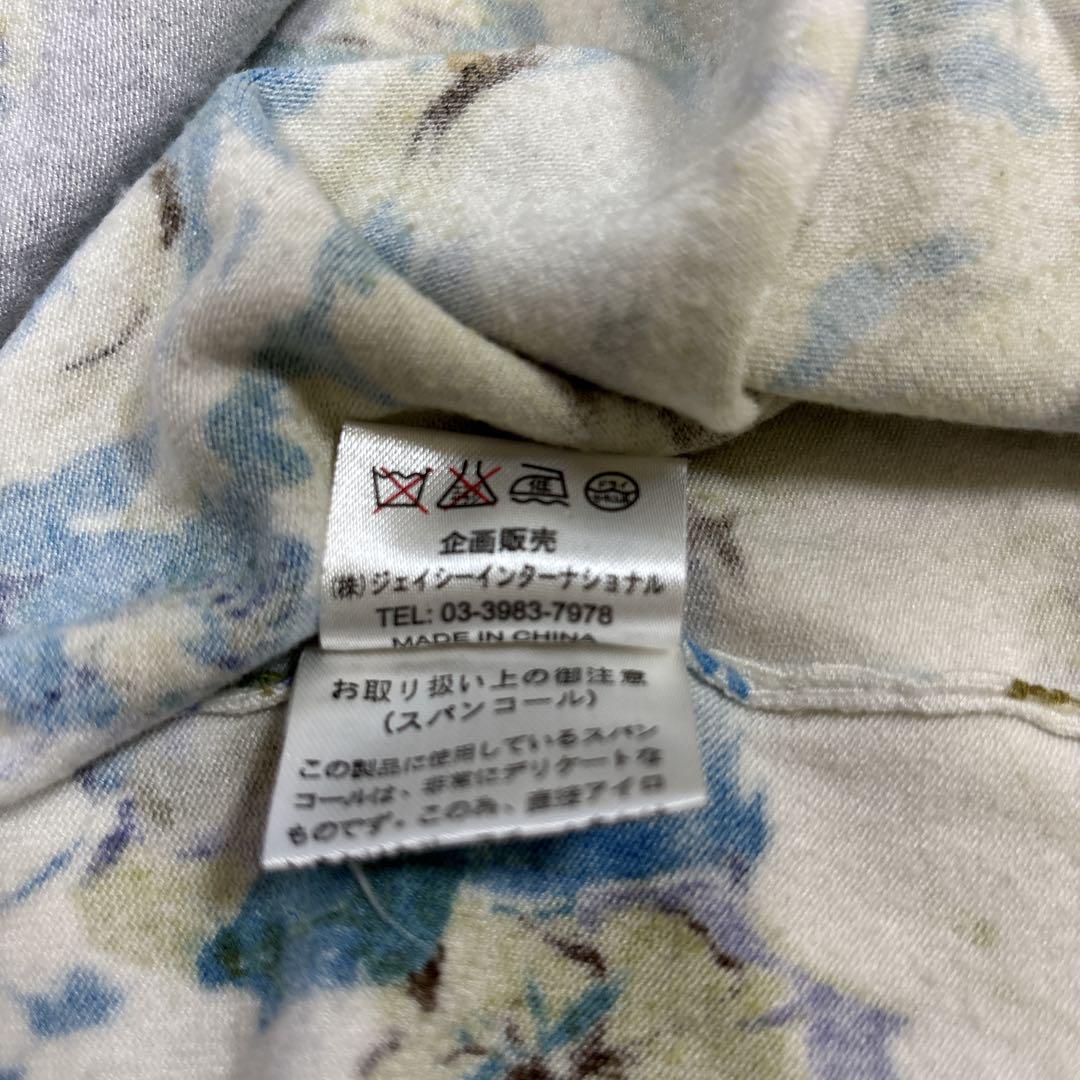 低
企画販売
(株)ジェイシーインターナショナル
TEL: 03-3983-7978
MADE IN CHINA
お取り扱い上の御注意
(スパンコール)
この製品に使用しているスパン
コールは、非常にデリケートな
ものです。この為、直接アイロ